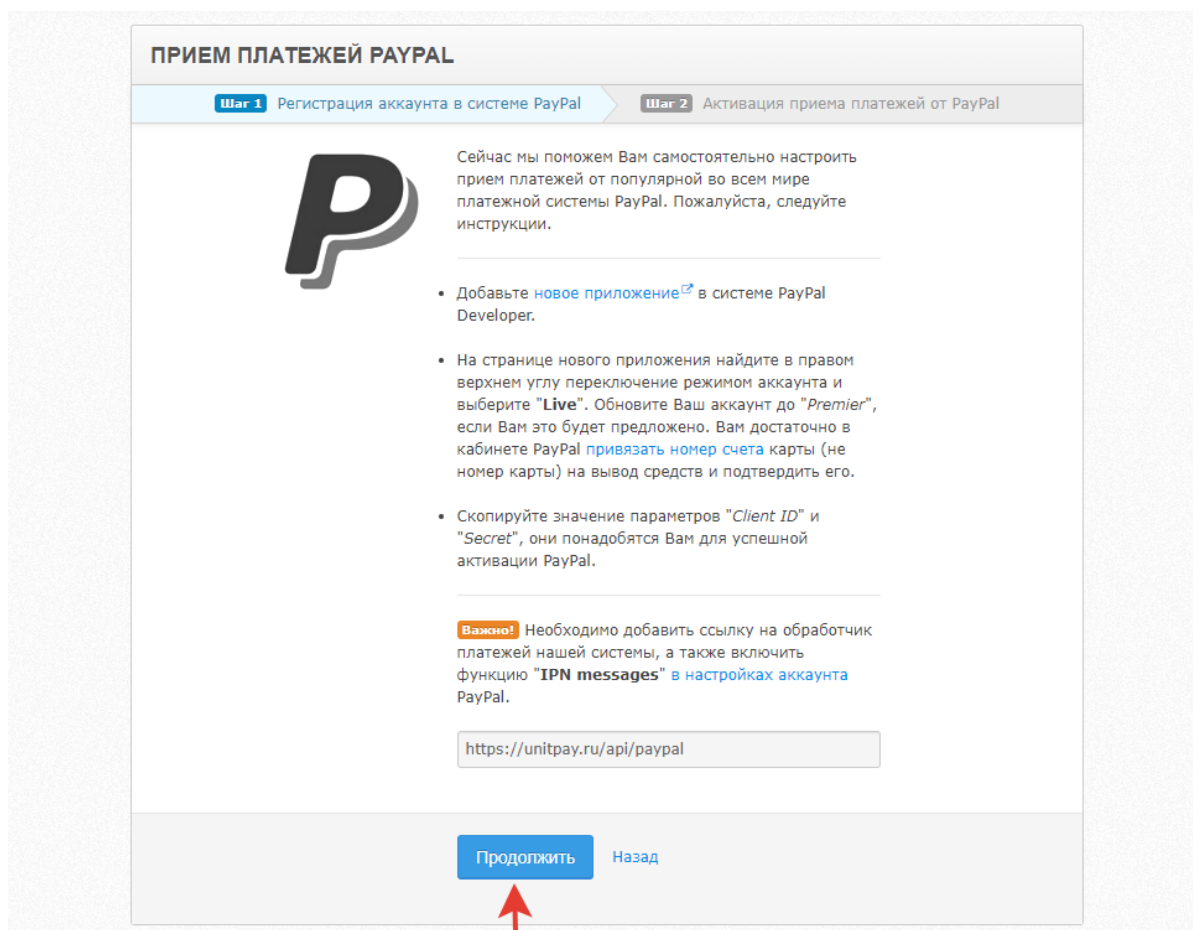 ПРИЕМ ПЛАТЕЖЕЙ PAYPAL
Шаг 1 Регистрация аккаунта в системе PayPal Шаг 2 Активация приема платежей от PayPal
Сейчас мы поможем Вам самостоятельно настроить
прием платежей от популярной во всем мире
платежной системы PayPal. Пожалуйста, следуйте
инструкции.
• Добавьте новое приложение в системе PayPal
Developer.
• На странице нового приложения найдите в правом
верхнем углу переключение режимом аккаунта и
выберите "Live". Обновите Ваш аккаунт до "Premier",
если Вам это будет предложено. Вам достаточно в
кабинете PayPal привязать номер счета карты (не
номер карты) на вывод средств и подтвердить его.
• Скопируйте значение параметров "Client ID" и
"Secret", они понадобятся Вам для успешной
активации PayPal.
Важно! Необходимо добавить ссылку на обработчик
платежей нашей системы, а также включить
функцию "IPN messages" в настройках аккаунта
PayPal.
https://unitpay.ru/api/paypal
Продолжить Назад